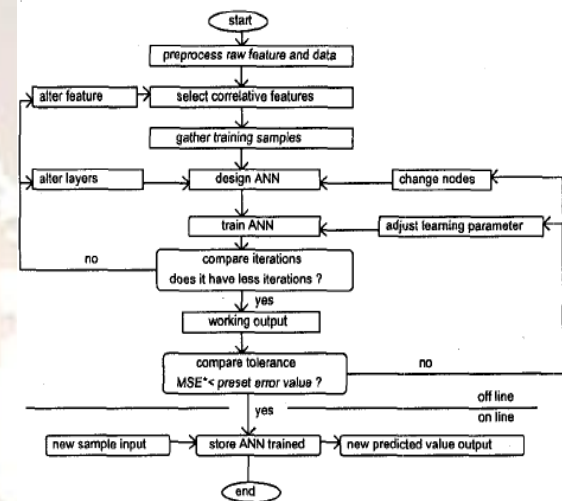 start
preprocess raw feature and data
alter feature
select correlative features
gather training samples
alter layers
design ANN
change nodes
train ANN
adjust learning parameter
no
compare iterations
does it have less iterations ?
yes
working output
compare tolerance
MSE*< preset error value ?
no
off line
yes
on line
new sample input
store ANN trained
new predicted value output
end